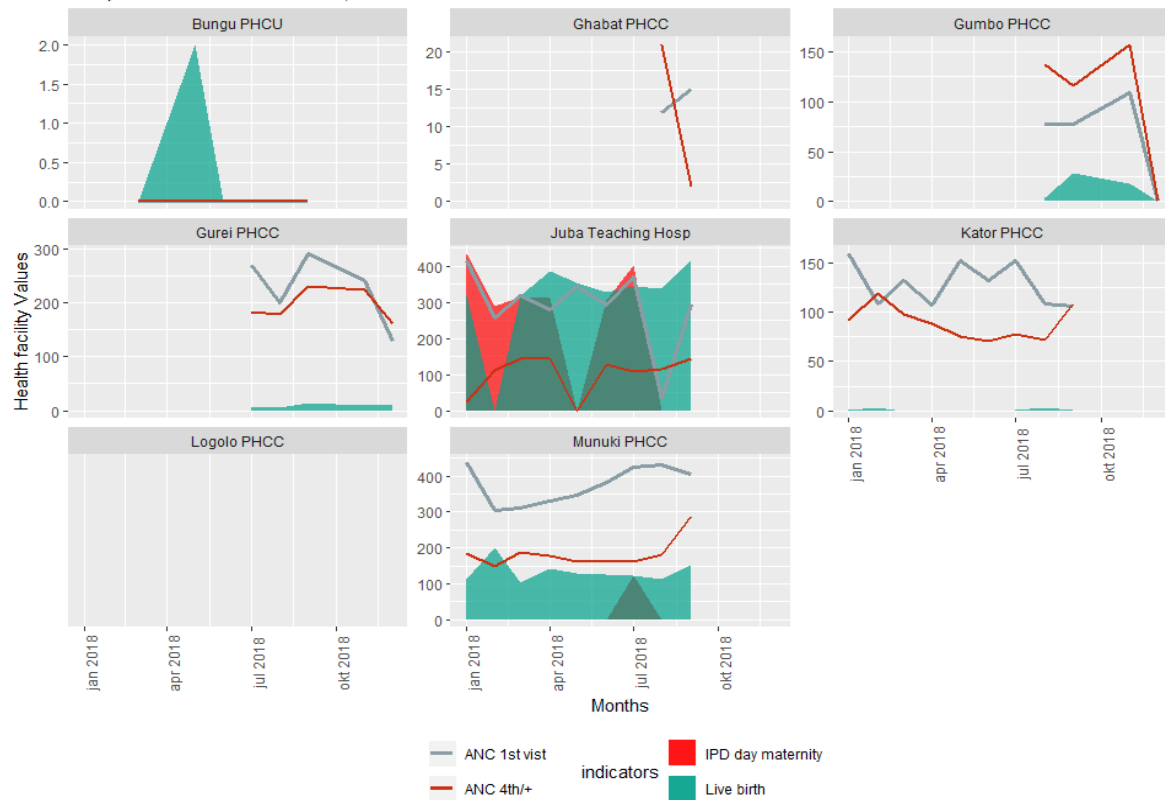 Bungu PHCU
Ghabat PHCC
Gumbo PHCC
2.0
1.5
1.0
0.5
0.0
20
15
10
5
0
150
100
50
0
Gurei PHCC
Juba Teaching Hosp
Kator PHCC
300
200
100
0
400
300
200
100
0
150
100
50
0
Health facility Values
jan 2018
apr 2018
jul 2018
okt 2018
Logolo PHCC
Munuki PHCC
400
300
200
100
0
jan 2018
apr 2018
jul 2018
okt 2018
jan 2018
apr 2018
jul 2018
okt 2018
Months
indicators
ANC 1st vist
ANC 4th/+
IPD day maternity
Live birth